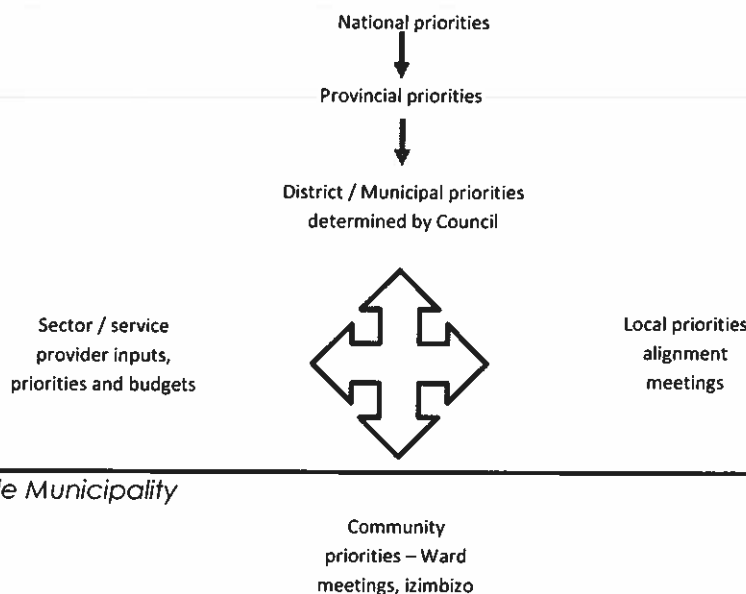 National priorities
Provincial priorities
District / Municipal priorities
determined by Council
Sector / service
provider inputs,
priorities and budgets
Local priorities
alignment
meetings
Municipality
Community
priorities – Ward
meetings, izimbizo